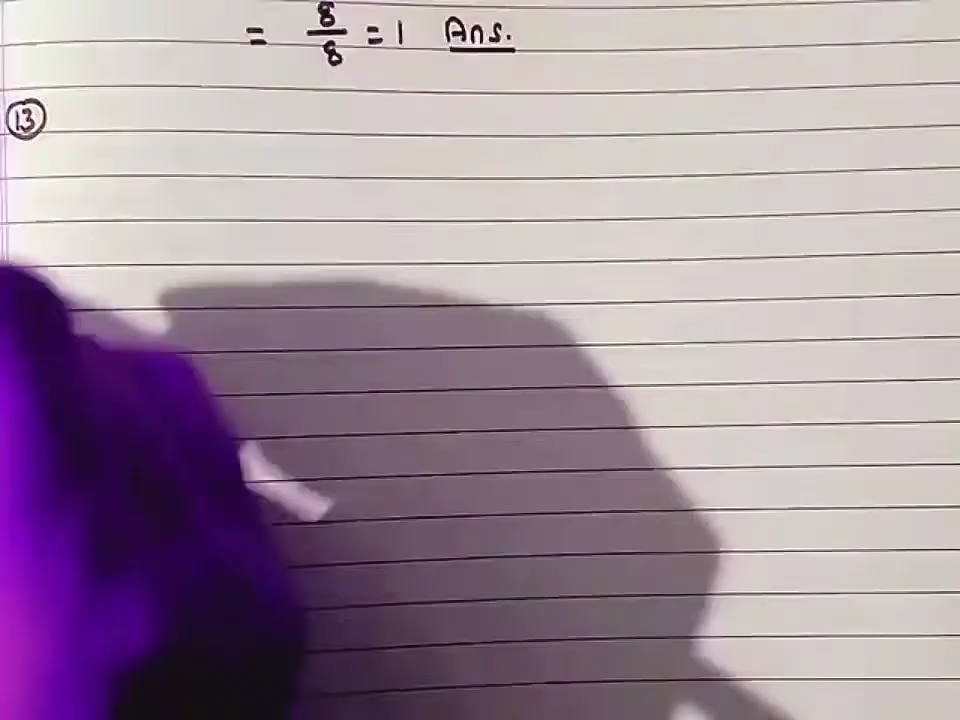 = 8/8 = 1 Ans.
13